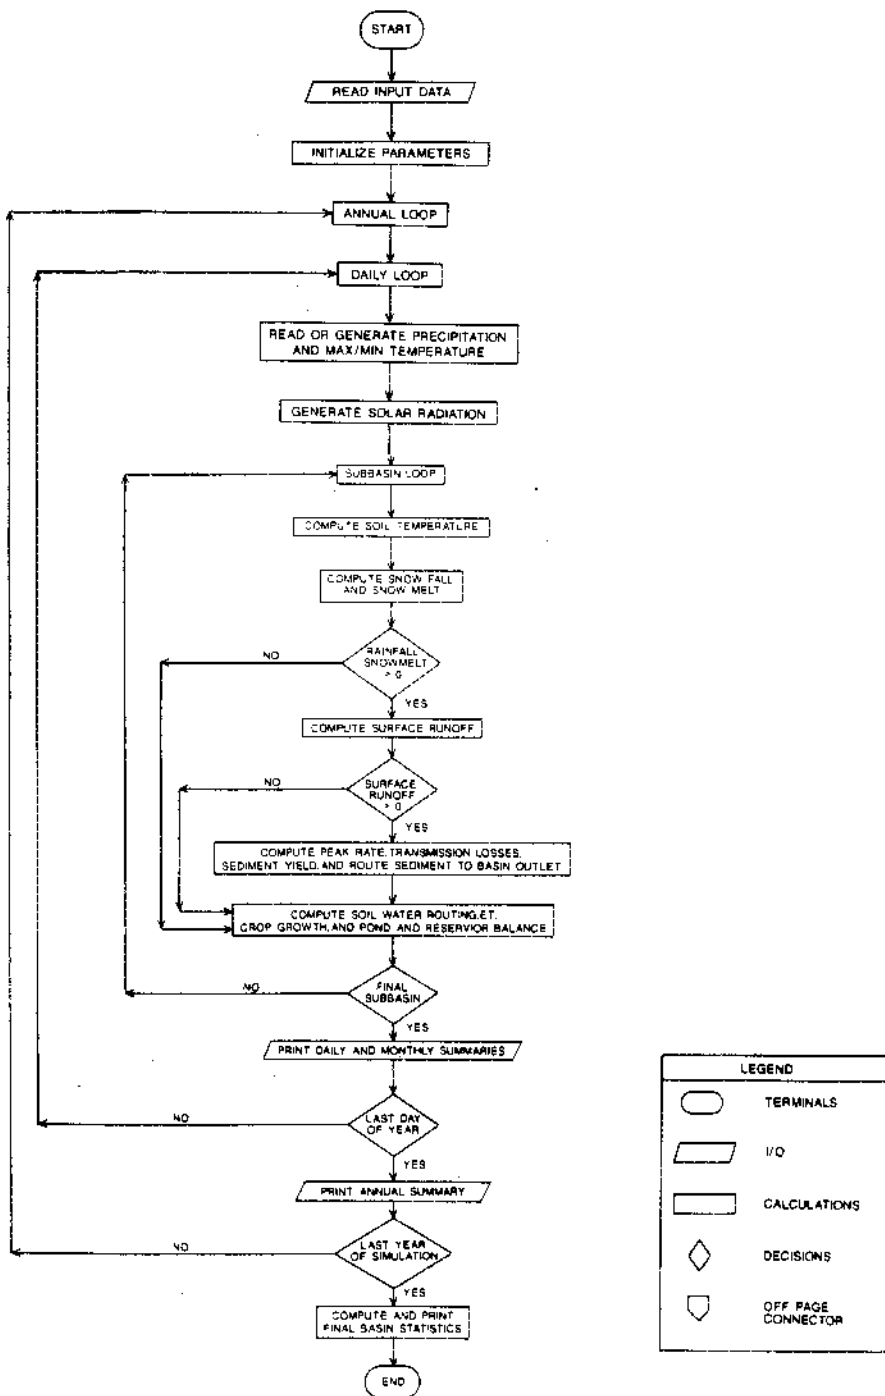 START
READ INPUT DATA
INITIALIZE PARAMETERS
ANNUAL LOOP
DAILY LOOP
READ OR GENERATE PRECIPITATION
AND MAX/MIN TEMPERATURE
GENERATE SOLAR RADIATION
SUBBASIN LOOP
COMPUTE SOIL TEMPERATURE
COMPUTE SNOW FALL
AND SNOW MELT
RAINFALL
SNOWMELT
> 0
NO
YES
COMPUTE SURFACE RUNOFF
SURFACE
RUNOFF
> 0
NO
YES
COMPUTE PEAK RATE, TRANSMISSION LOSSES,
SEDIMENT YIELD, AND ROUTE SEDIMENT TO BASIN OUTLET
COMPUTE SOIL WATER ROUTING, ET,
CROP GROWTH, AND POND AND RESERVIOR BALANCE
FINAL
SUBBASIN
NO
YES
PRINT DAILY AND MONTHLY SUMMARIES
LAST DAY
OF YEAR
NO
YES
PRINT ANNUAL SUMMARY
LAST YEAR
OF SIMULATION
NO
YES
COMPUTE AND PRINT
FINAL BASIN STATISTICS
END
LEGEND
TERMINALS
I/O
CALCULATIONS
DECISIONS
OFF PAGE
CONNECTOR